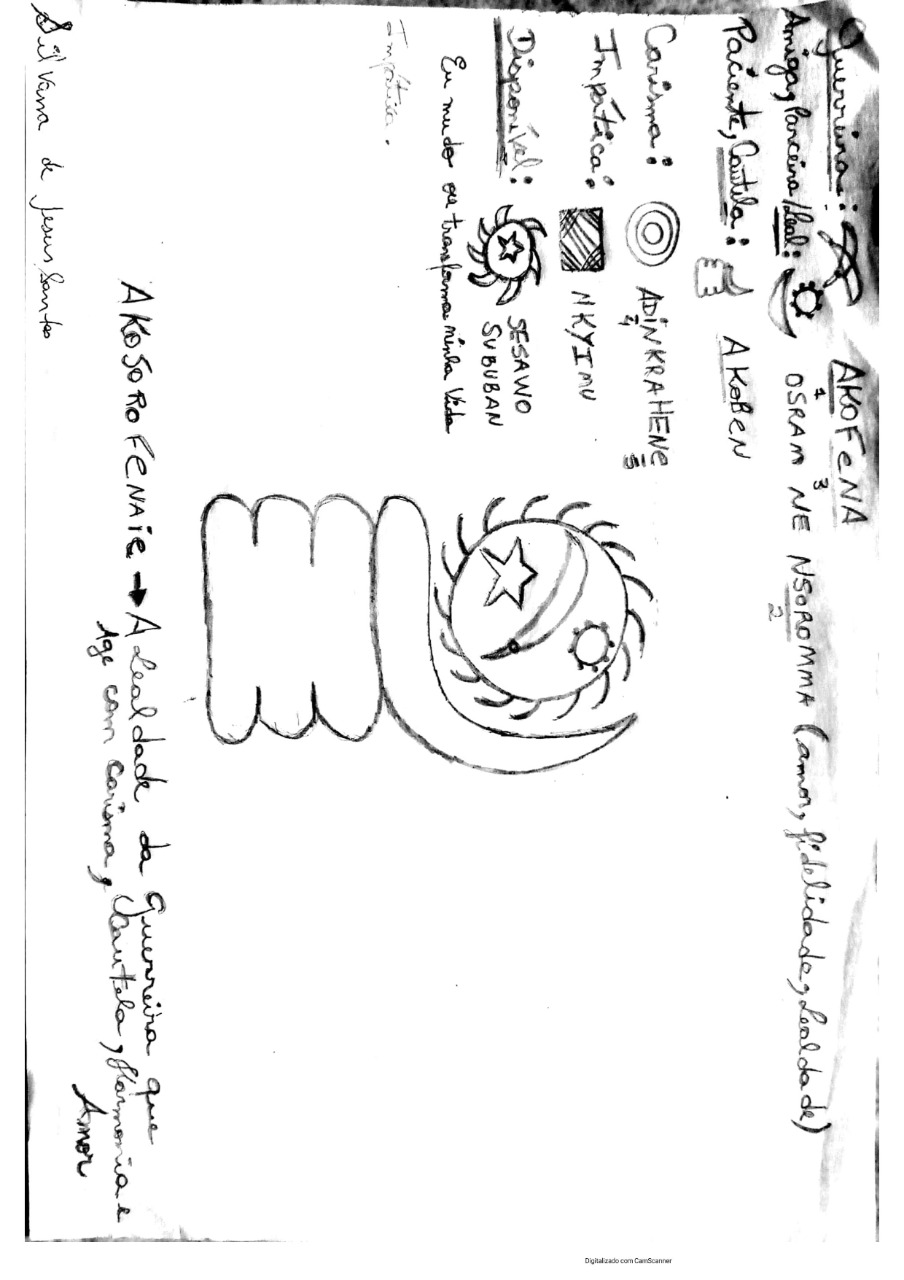 Guerreira: AKOFENA
1 3
Amiga, Parceira/Leal: OSRAM NE NSOROMMA (amor, fidelidade, Lealdade)
2
Paciente, Cautela: AKOBEN
Carisma: ADiNKRAHENE
4 5
Impática: NKYIMU
Disponível: SESAWO
SUBUBAN
Eu mudo ou transforma minha Vida
Impática.
AKOSOROFENAIE → A Lealdade da Guerreira que
Age com carisma, Cautela, Harmonia e
Amor
Silvana de Jesus Santos
Digitalizado com CamScanner